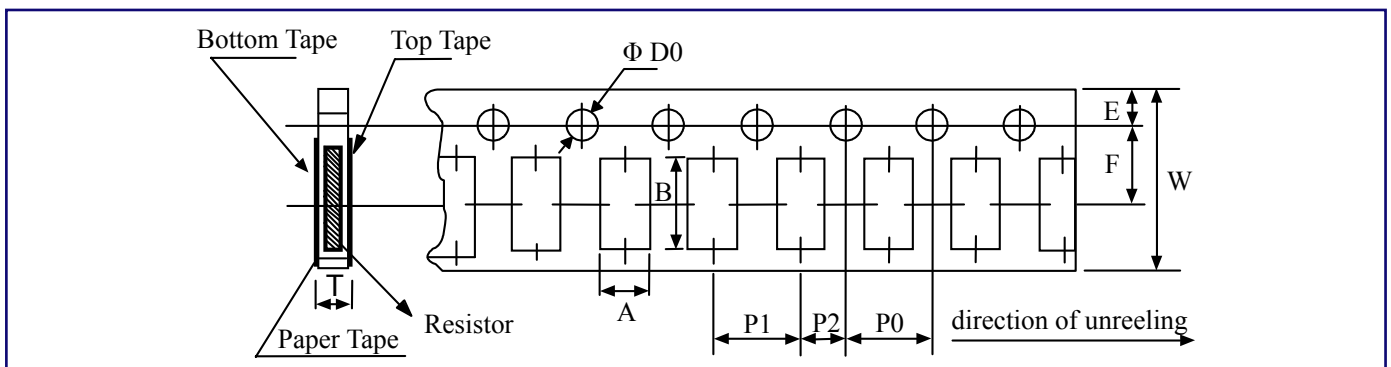 Bottom Tape
Top Tape
Φ D0
E
F
W
B
T
A
Resistor
Paper Tape
P1
P2
P0
direction of unreeling